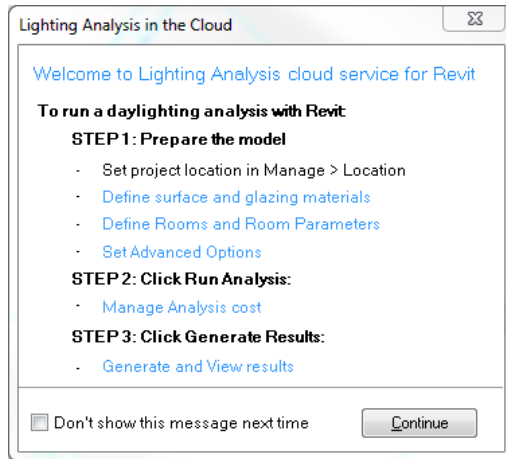 Lighting Analysis in the Cloud
Welcome to Lighting Analysis cloud service for Revit
To run a daylighting analysis with Revit:
STEP 1: Prepare the model
- Set project location in Manage > Location
- Define surface and glazing materials
- Define Rooms and Room Parameters
- Set Advanced Options
STEP 2: Click Run Analysis:
- Manage Analysis cost
STEP 3: Click Generate Results:
- Generate and View results
Don't show this message next time
Continue